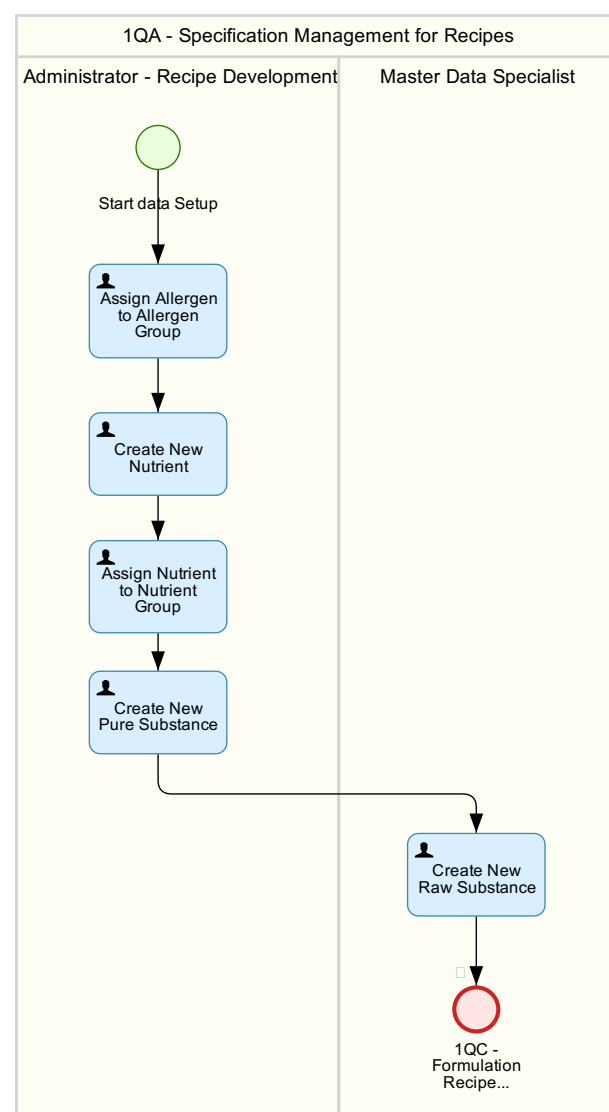 1QA - Specification Management for Recipes
Administrator - Recipe Development
Master Data Specialist
Start data Setup
Assign Allergen
to Allergen
Group
Create New
Nutrient
Assign Nutrient
to Nutrient
Group
Create New
Pure Substance
Create New
Raw Substance
1QC -
Formulation
Recipe...